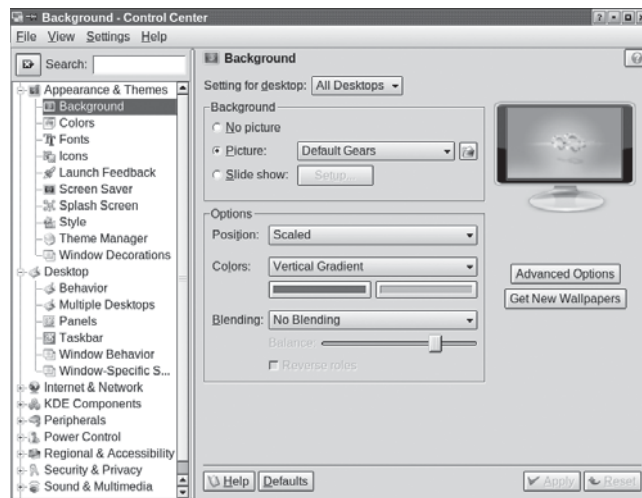 Background - Control Center
File View Settings Help
Search:
Appearance & Themes
Background
Colors
Fonts
Icons
Launch Feedback
Screen Saver
Splash Screen
Style
Theme Manager
Window Decorations
Desktop
Behavior
Multiple Desktops
Panels
Taskbar
Window Behavior
Window-Specific S...
Internet & Network
KDE Components
Peripherals
Power Control
Regional & Accessibility
Security & Privacy
Sound & Multimedia
Background
Setting for desktop: All Desktops
Background
No picture
Picture: Default Gears
Slide show: Setup...
Options
Position: Scaled
Colors: Vertical Gradient
Blending: No Blending
Balance:
Reverse roles
Advanced Options
Get New Wallpapers
Help Defaults Apply Reset